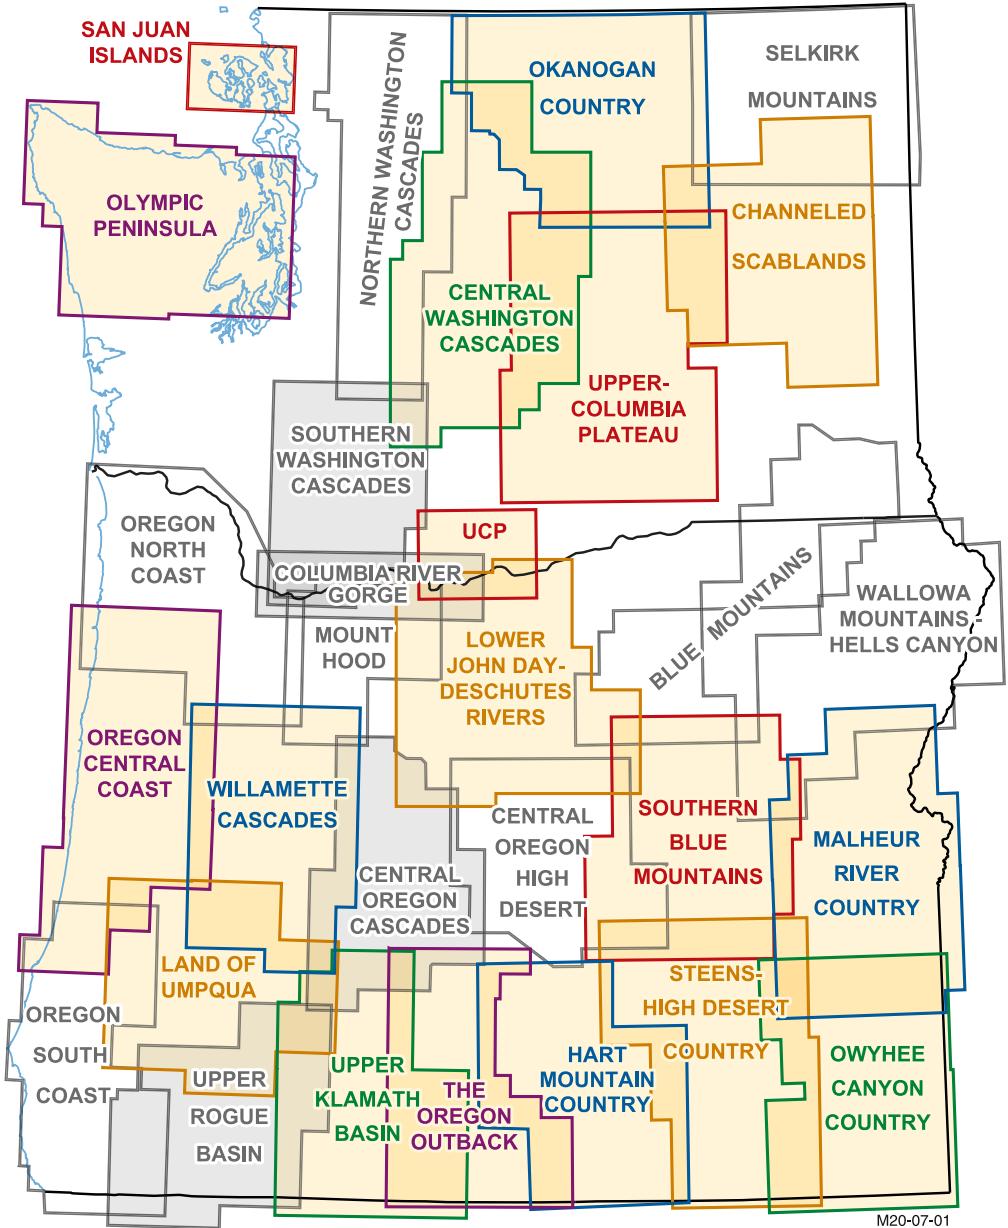 SAN JUAN
ISLANDS
OLYMPIC
PENINSULA
NORTHERN WASHINGTON
CASCADES
OKANOGAN
COUNTRY
SELKIRK
MOUNTAINS
CHANNELED
SCABLANDS
CENTRAL
WASHINGTON
CASCADES
UPPER-
COLUMBIA
PLATEAU
SOUTHERN
WASHINGTON
CASCADES
UCP
OREGON
NORTH
COAST
COLUMBIA RIVER
GORGE
MOUNT
HOOD
LOWER
JOHN DAY-
DESCHUTES
RIVERS
BLUE MOUNTAINS
WALLOWA
MOUNTAINS -
HELLS CANYON
OREGON
CENTRAL
COAST
WILLAMETTE
CASCADES
CENTRAL
OREGON
CASCADES
CENTRAL
OREGON
HIGH
DESERT
SOUTHERN
BLUE
MOUNTAINS
MALHEUR
RIVER
COUNTRY
LAND OF
UMPQUA
OREGON
SOUTH
COAST
UPPER
ROGUE
BASIN
UPPER
KLAMATH
BASIN
THE
OREGON
OUTBACK
HART
MOUNTAIN
COUNTRY
STEENS-
HIGH DESERT
COUNTRY
OWYHEE
CANYON
COUNTRY
M20-07-01